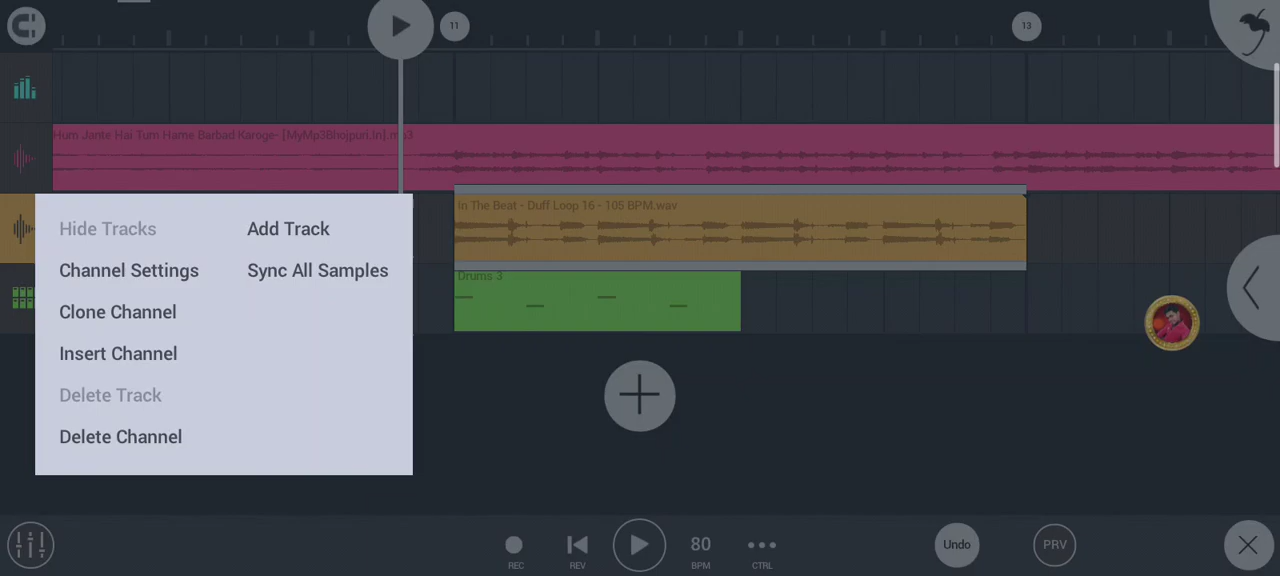 11
13
Hum Jante Hai Tum Hame Barbad Karoge- [MyMp3Bhojpuri.In].mp3
In The Beat - Duff Loop 16 - 105 BPM.wav
Drums 3
Hide Tracks
Add Track
Channel Settings
Sync All Samples
Clone Channel
Insert Channel
Delete Track
Delete Channel
80
Undo
PRV
REC
REV
BPM
CTRL